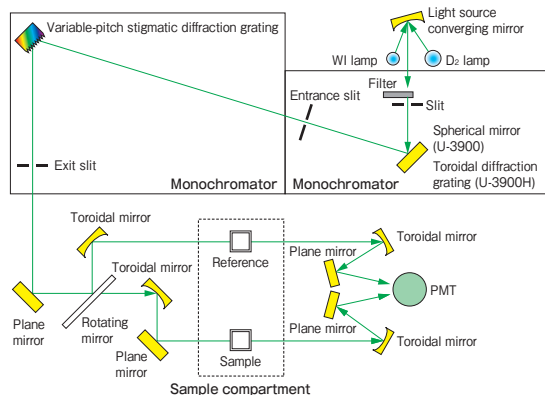 Variable-pitch stigmatic diffraction grating
Light source
converging mirror
WI lamp
D2 lamp
Filter
Entrance slit
Slit
Spherical mirror
(U-3900)
Toroidal diffraction
grating (U-3900H)
Exit slit
Monochromator
Monochromator
Toroidal mirror
Toroidal mirror
Reference
Plane mirror
Toroidal mirror
PMT
Plane
mirror
Rotating
mirror
Plane
mirror
Sample
Plane mirror
Toroidal mirror
Sample compartment